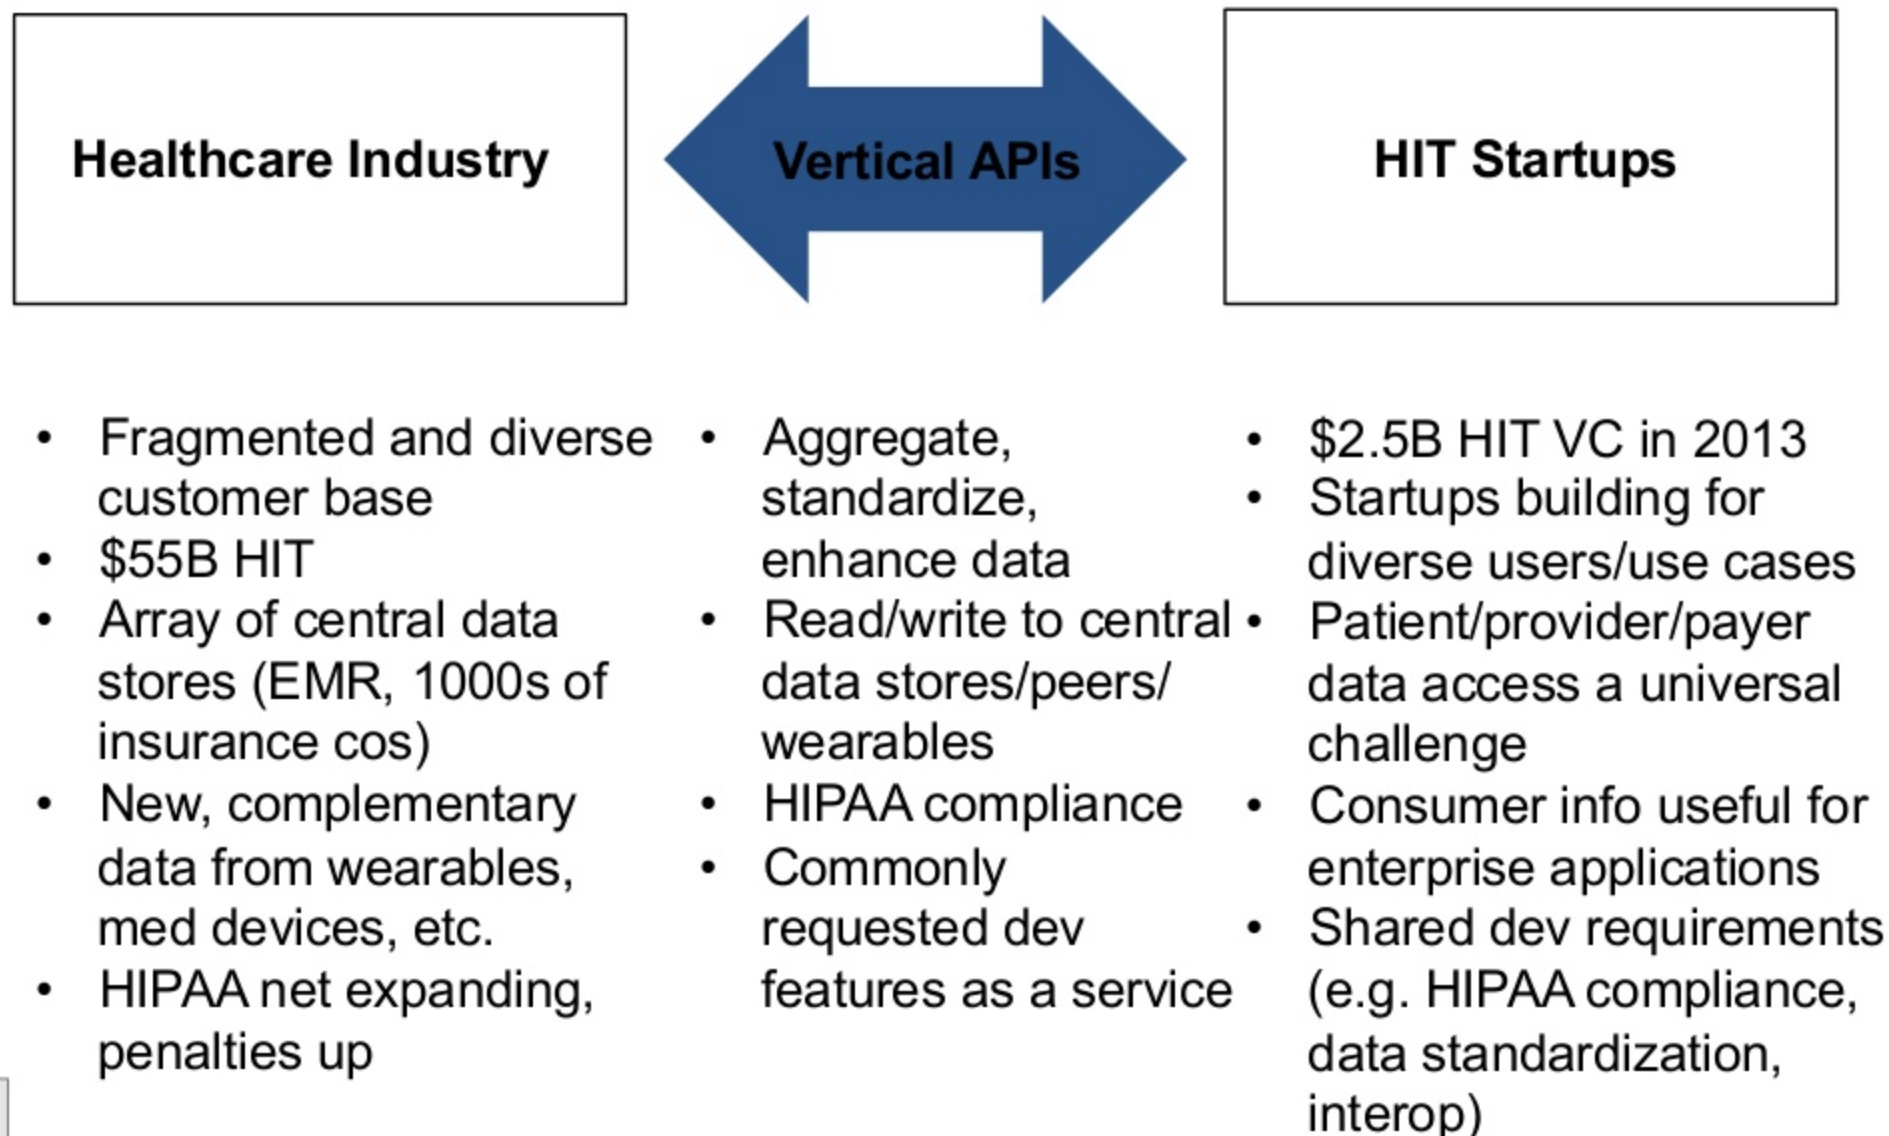 Healthcare Industry
Vertical APIs
HIT Startups
• Fragmented and diverse
customer base
• $55B HIT
• Array of central data
stores (EMR, 1000s of
insurance cos)
• New, complementary
data from wearables,
med devices, etc.
• HIPAA net expanding,
penalties up
• Aggregate,
standardize,
enhance data
• Read/write to central
data stores/peers/
wearables
• HIPAA compliance
• Commonly
requested dev
features as a service
• $2.5B HIT VC in 2013
• Startups building for
diverse users/use cases
• Patient/provider/payer
data access a universal
challenge
• Consumer info useful for
enterprise applications
• Shared dev requirements
(e.g. HIPAA compliance,
data standardization,
interop)